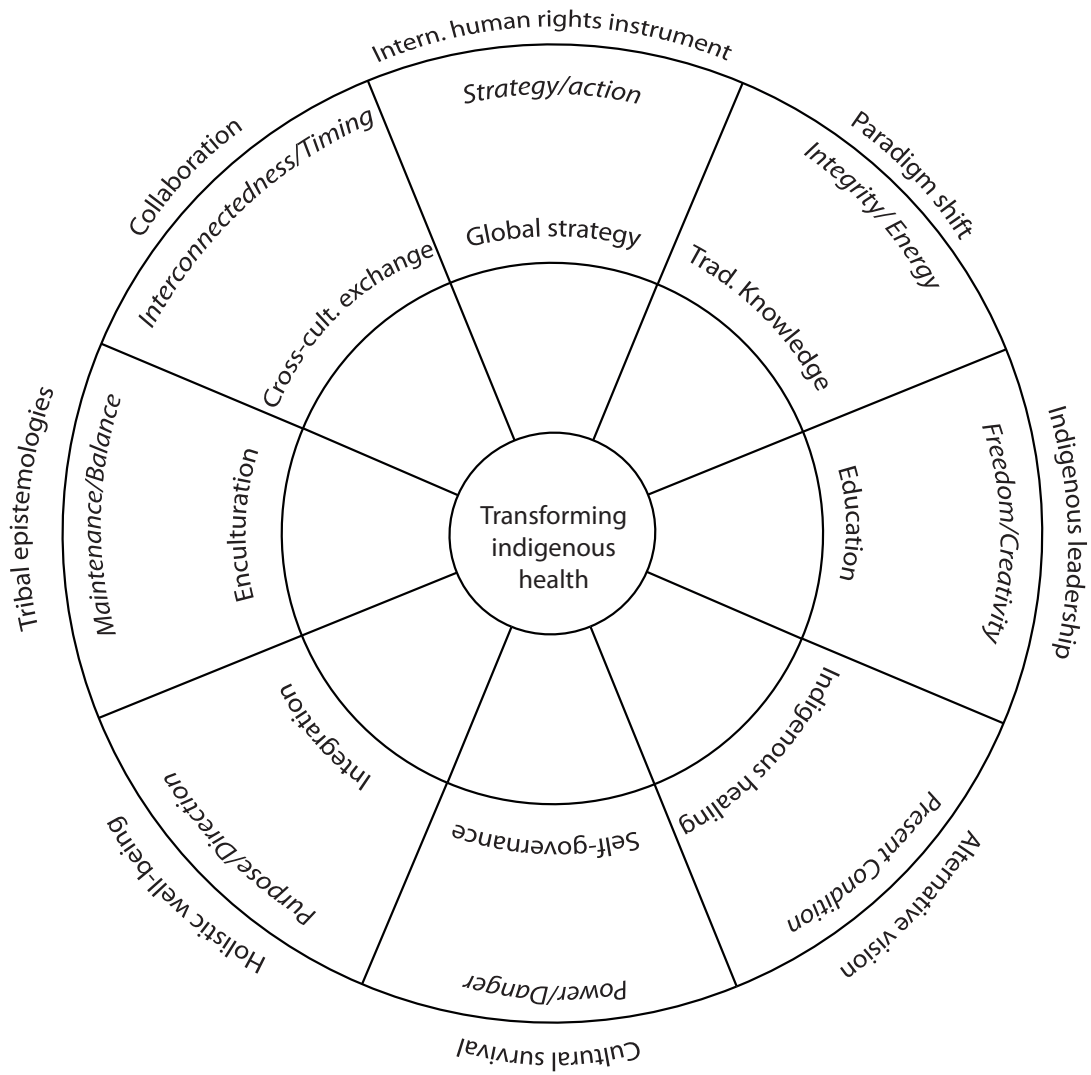 Intern. human rights instrument
Strategy/action
Global strategy
Paradigm shift
Integrity/ Energy
Trad. Knowledge
Indigenous leadership
Freedom/Creativity
Education
Alternative vision
Present Condition
Indigenous healing
Cultural survival
Power/Danger
Self-governance
Holistic well-being
Purpose/Direction
Integration
Tribal epistemologies
Maintenance/Balance
Enculturation
Collaboration
Interconnectedness/Timing
Cross-cult. exchange
Transforming
indigenous
health